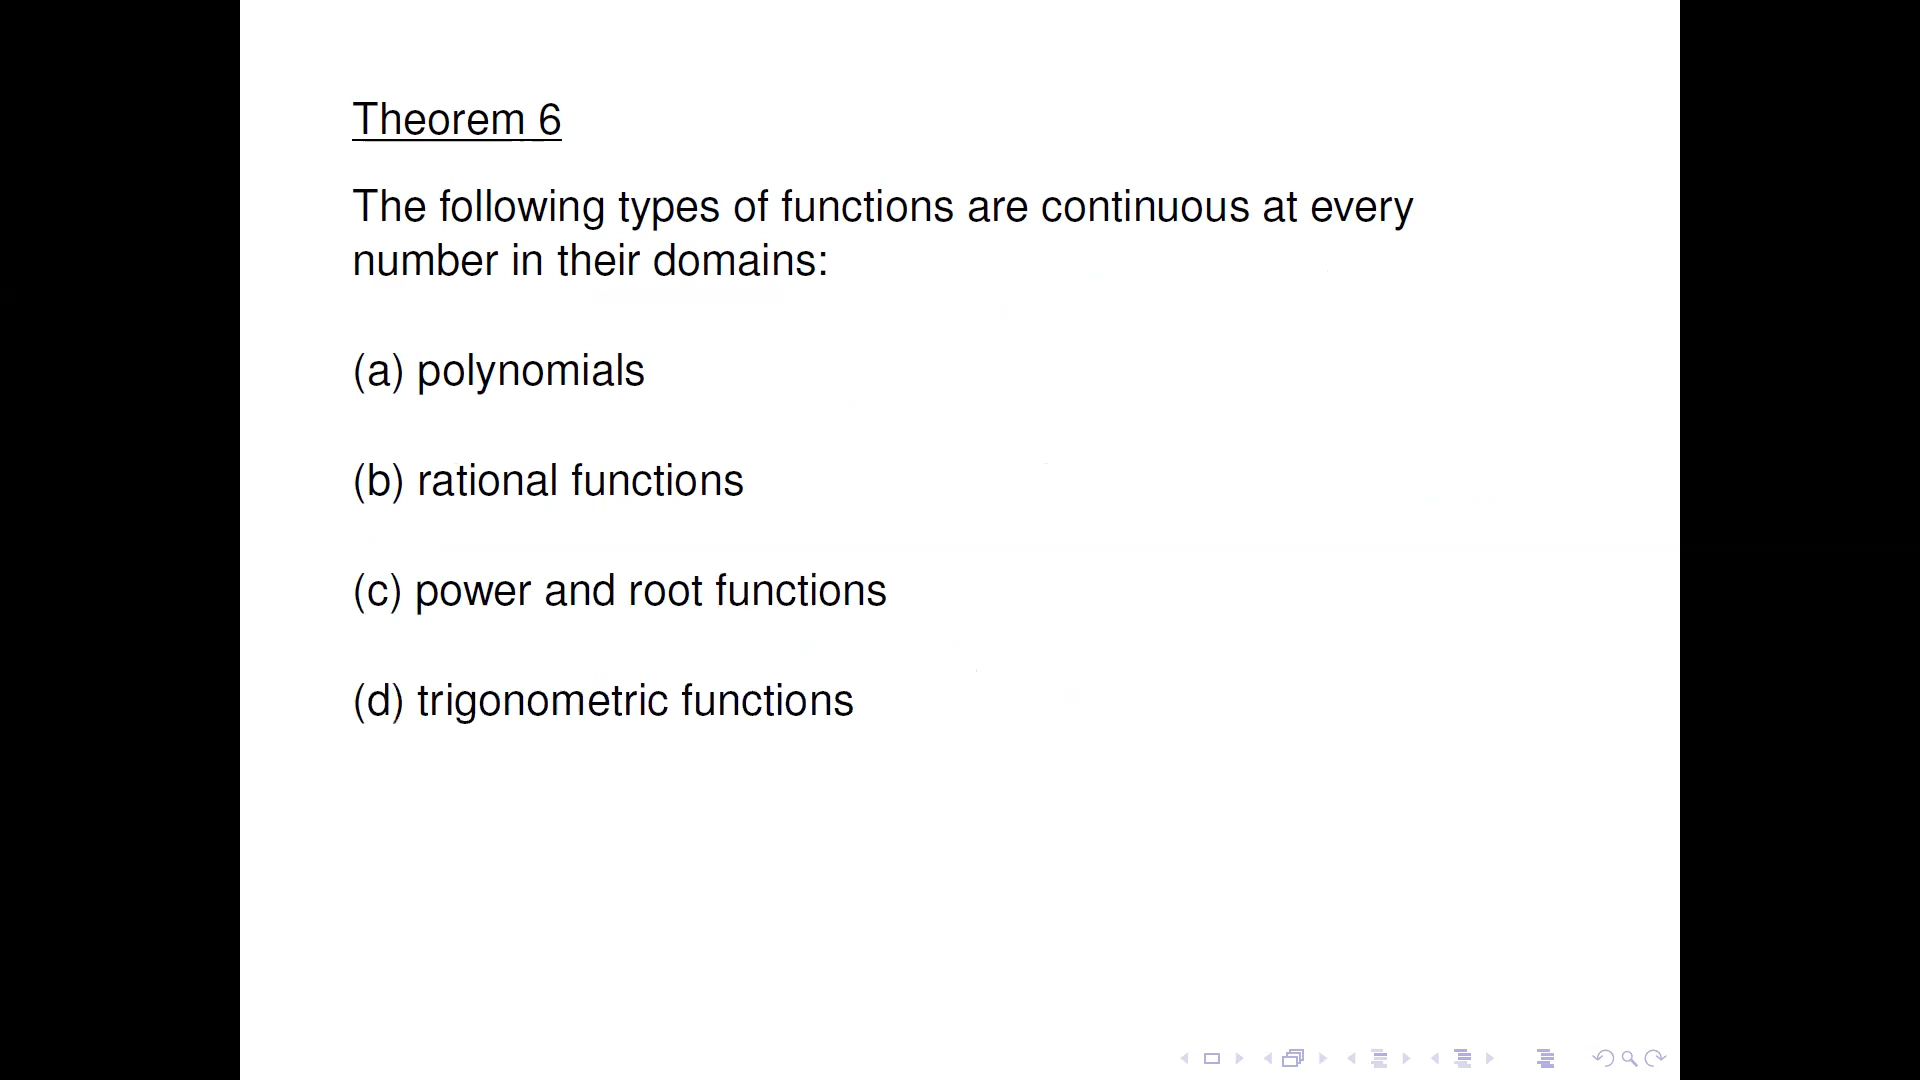 Theorem 6
The following types of functions are continuous at every
number in their domains:
(a) polynomials
(b) rational functions
(c) power and root functions
(d) trigonometric functions